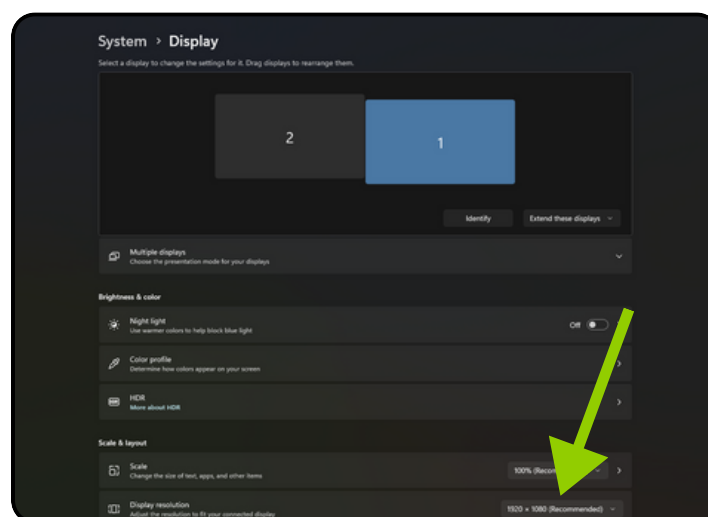 System > Display
Select a display to change the settings for it. Drag displays to rearrange them.
2
1
Identify
Extend these displays
Multiple displays
Choose the presentation mode for your displays
Brightness & color
Night light
Use warmer colors to help block blue light
Off
Color profile
Determine how colors appear on your screen
HDR
More about HDR
Scale & layout
Scale
Change the size of text, apps, and other items
100%
Display resolution
Adjust the resolution to fit your connected display
1920 × 1080 (Recommended)